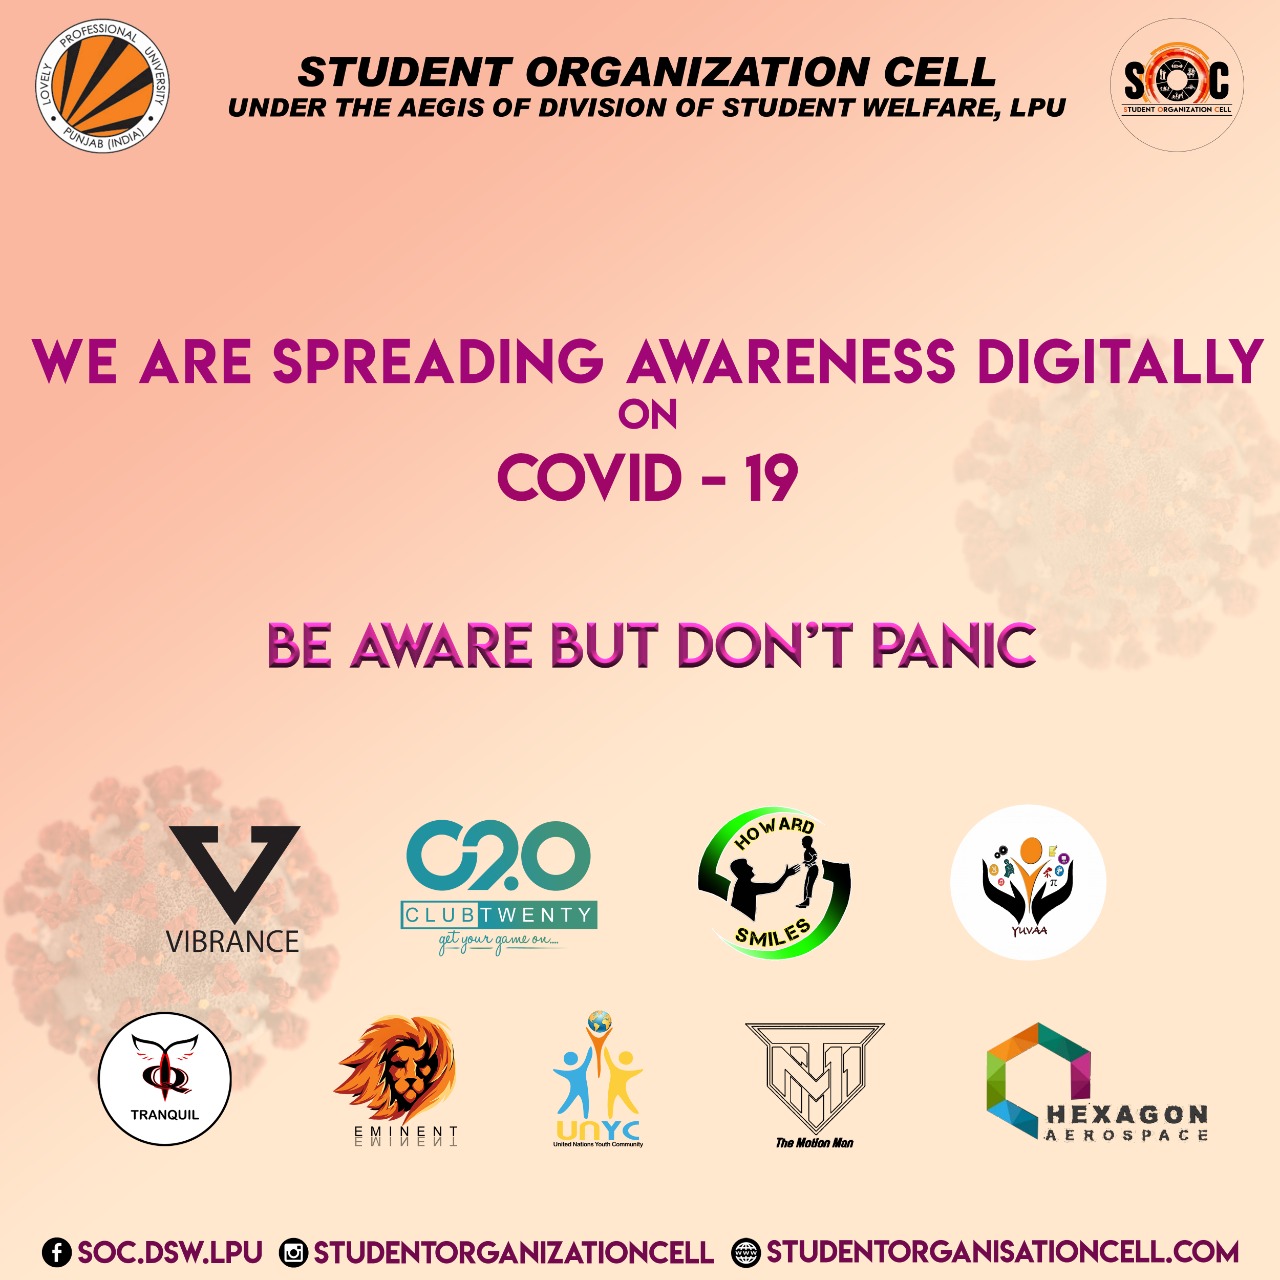 LOVELY PROFESSIONAL UNIVERSITY
PUNJAB (INDIA)
STUDENT ORGANIZATION CELL
UNDER THE AEGIS OF DIVISION OF STUDENT WELFARE, LPU
SOC
STUDENT ORGANIZATION CELL
WE ARE SPREADING AWARENESS DIGITALLY
ON
COVID - 19
BE AWARE BUT DON'T PANIC
VIBRANCE
C2.0
CLUBTWENTY
get your game on....
HOWARD
SMILES
YUVAA
TRANQUIL
EMINENT
UNYC
United Nations Youth Community
The Motion Man
HEXAGON
AEROSPACE
SOC.DSW.LPU
STUDENTORGANIZATIONCELL
STUDENTORGANISATIONCELL.COM